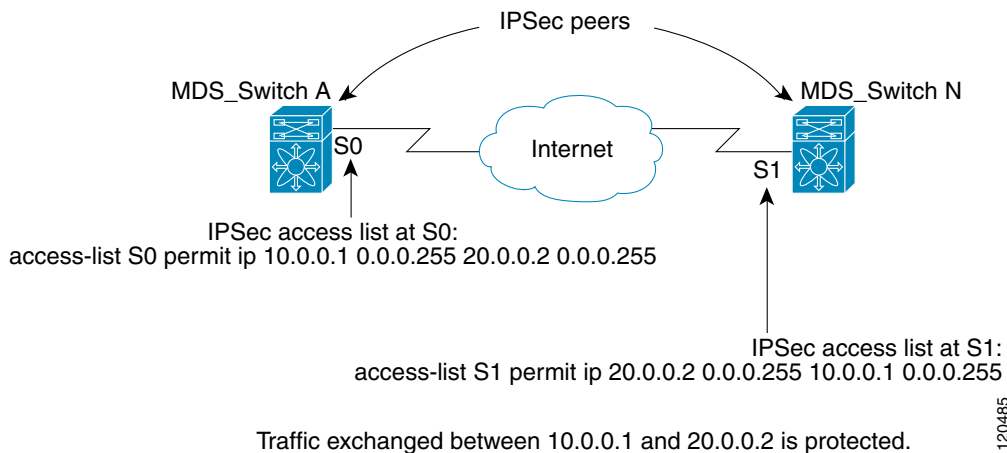 IPSec peers
MDS_Switch A
MDS_Switch N
S0
Internet
S1
IPSec access list at S0:
access-list S0 permit ip 10.0.0.1 0.0.0.255 20.0.0.2 0.0.0.255
IPSec access list at S1:
access-list S1 permit ip 20.0.0.2 0.0.0.255 10.0.0.1 0.0.0.255
Traffic exchanged between 10.0.0.1 and 20.0.0.2 is protected.
120485